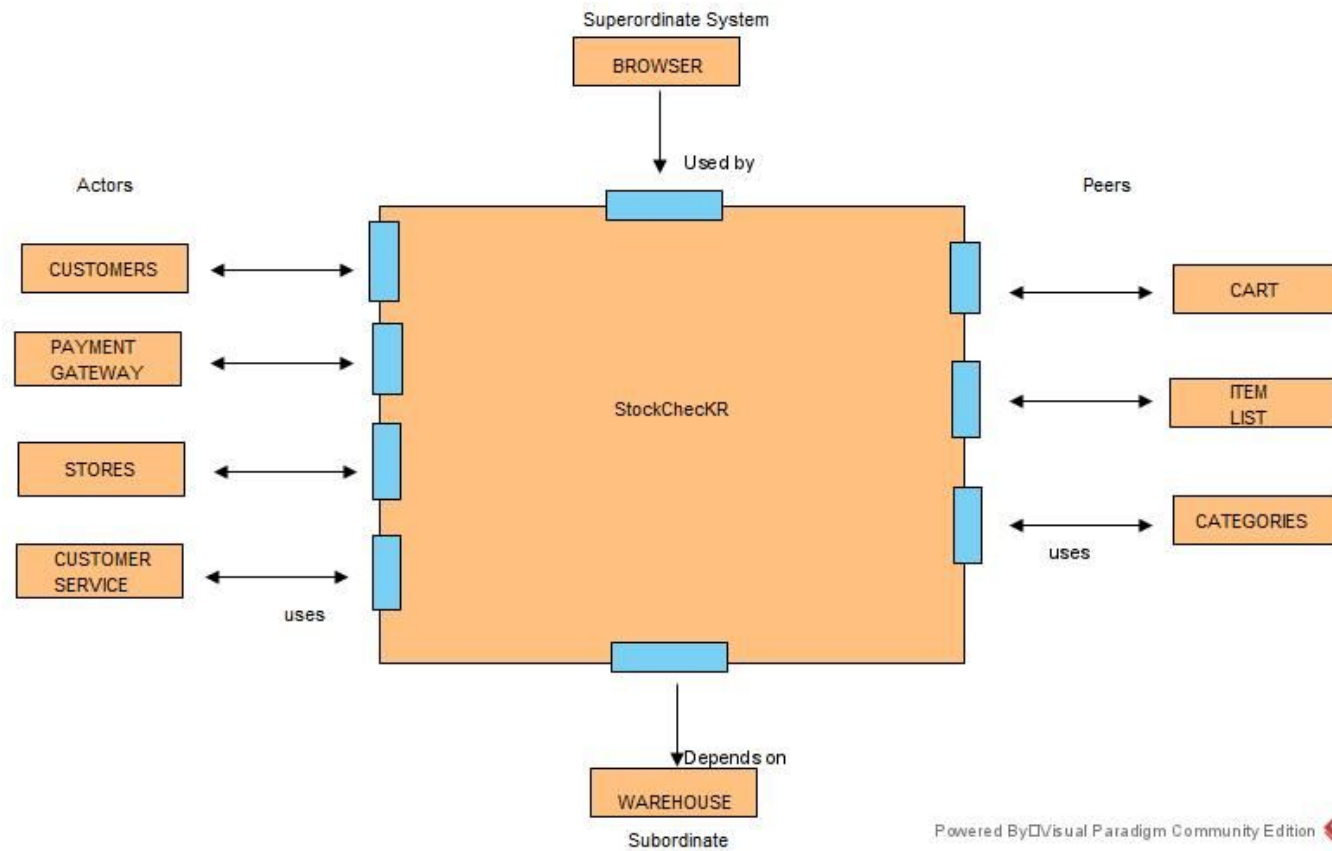 Superordinate System
BROWSER
Used by
Actors
Peers
CUSTOMERS
CART
PAYMENT
GATEWAY
StockChecKR
ITEM
LIST
STORES
CATEGORIES
CUSTOMER
SERVICE
uses
uses
Depends on
WAREHOUSE
Subordinate
Powered By□Visual Paradigm Community Edition